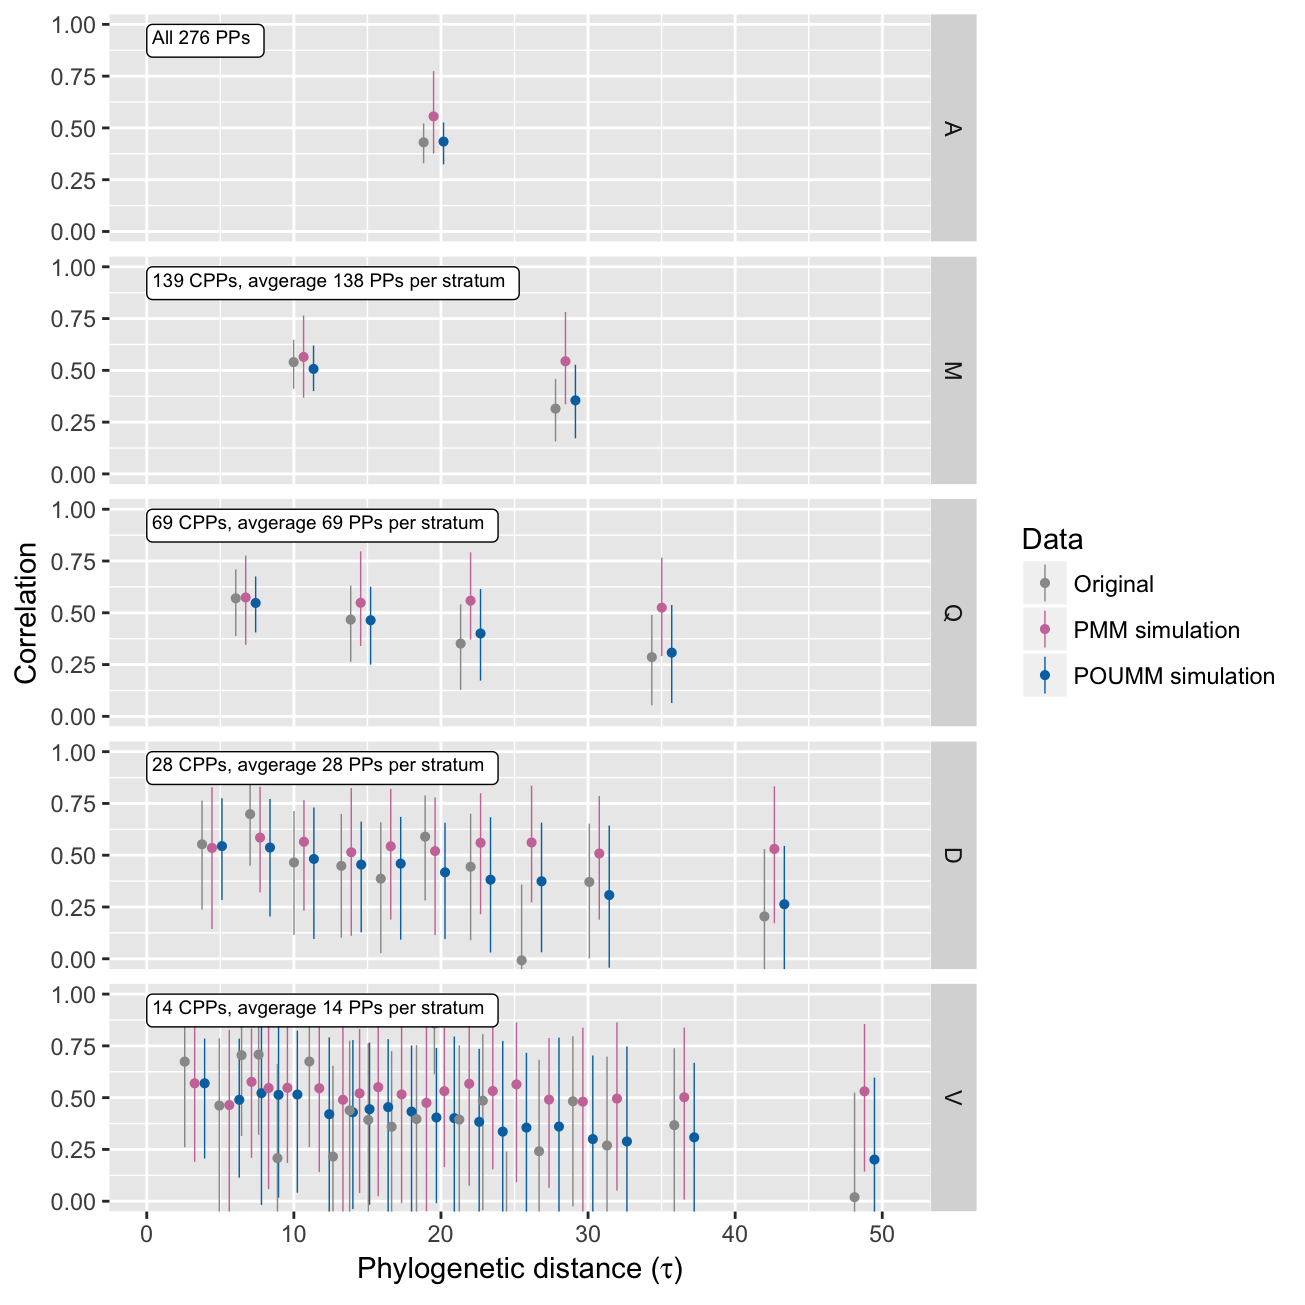 1.00
All 276 PPs
0.75
0.50
A
0.25
0.00
1.00
139 CPPs, avgerage 138 PPs per stratum
0.75
0.50
M
0.25
0.00
1.00
69 CPPs, avgerage 69 PPs per stratum
0.75
0.50
Q
0.25
0.00
1.00
28 CPPs, avgerage 28 PPs per stratum
0.75
0.50
D
0.25
0.00
1.00
14 CPPs, avgerage 14 PPs per stratum
0.75
0.50
V
0.25
0.00
0 10 20 30 40 50
Phylogenetic distance (τ)
Correlation
Data
Original
PMM simulation
POUMM simulation